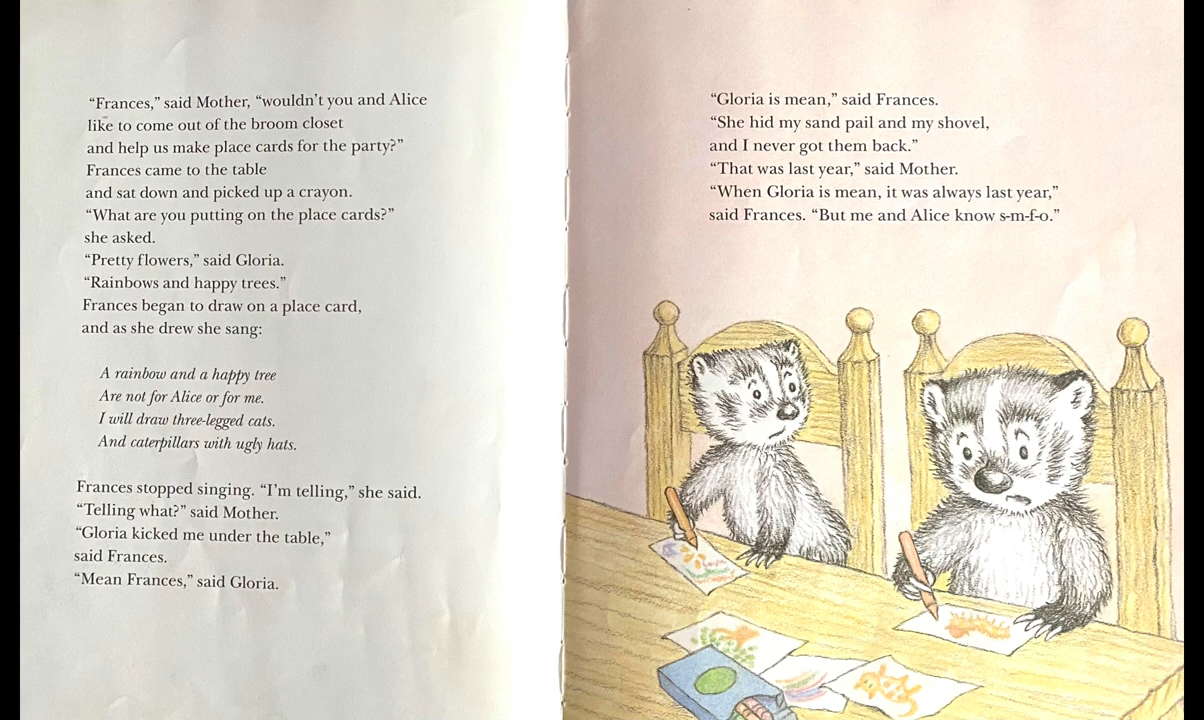 “Frances,” said Mother, “wouldn’t you and Alice
like to come out of the broom closet
and help us make place cards for the party?”
Frances came to the table
and sat down and picked up a crayon.
“What are you putting on the place cards?”
she asked.
“Pretty flowers,” said Gloria.
“Rainbows and happy trees.”
Frances began to draw on a place card,
and as she drew she sang:
A rainbow and a happy tree
Are not for Alice or for me.
I will draw three-legged cats.
And caterpillars with ugly hats.
Frances stopped singing. “I’m telling,” she said.
“Telling what?” said Mother.
“Gloria kicked me under the table,”
said Frances.
“Mean Frances,” said Gloria.
“Gloria is mean,” said Frances.
“She hid my sand pail and my shovel,
and I never got them back.”
“That was last year,” said Mother.
“When Gloria is mean, it was always last year,”
said Frances. “But me and Alice know s-m-f-o.”